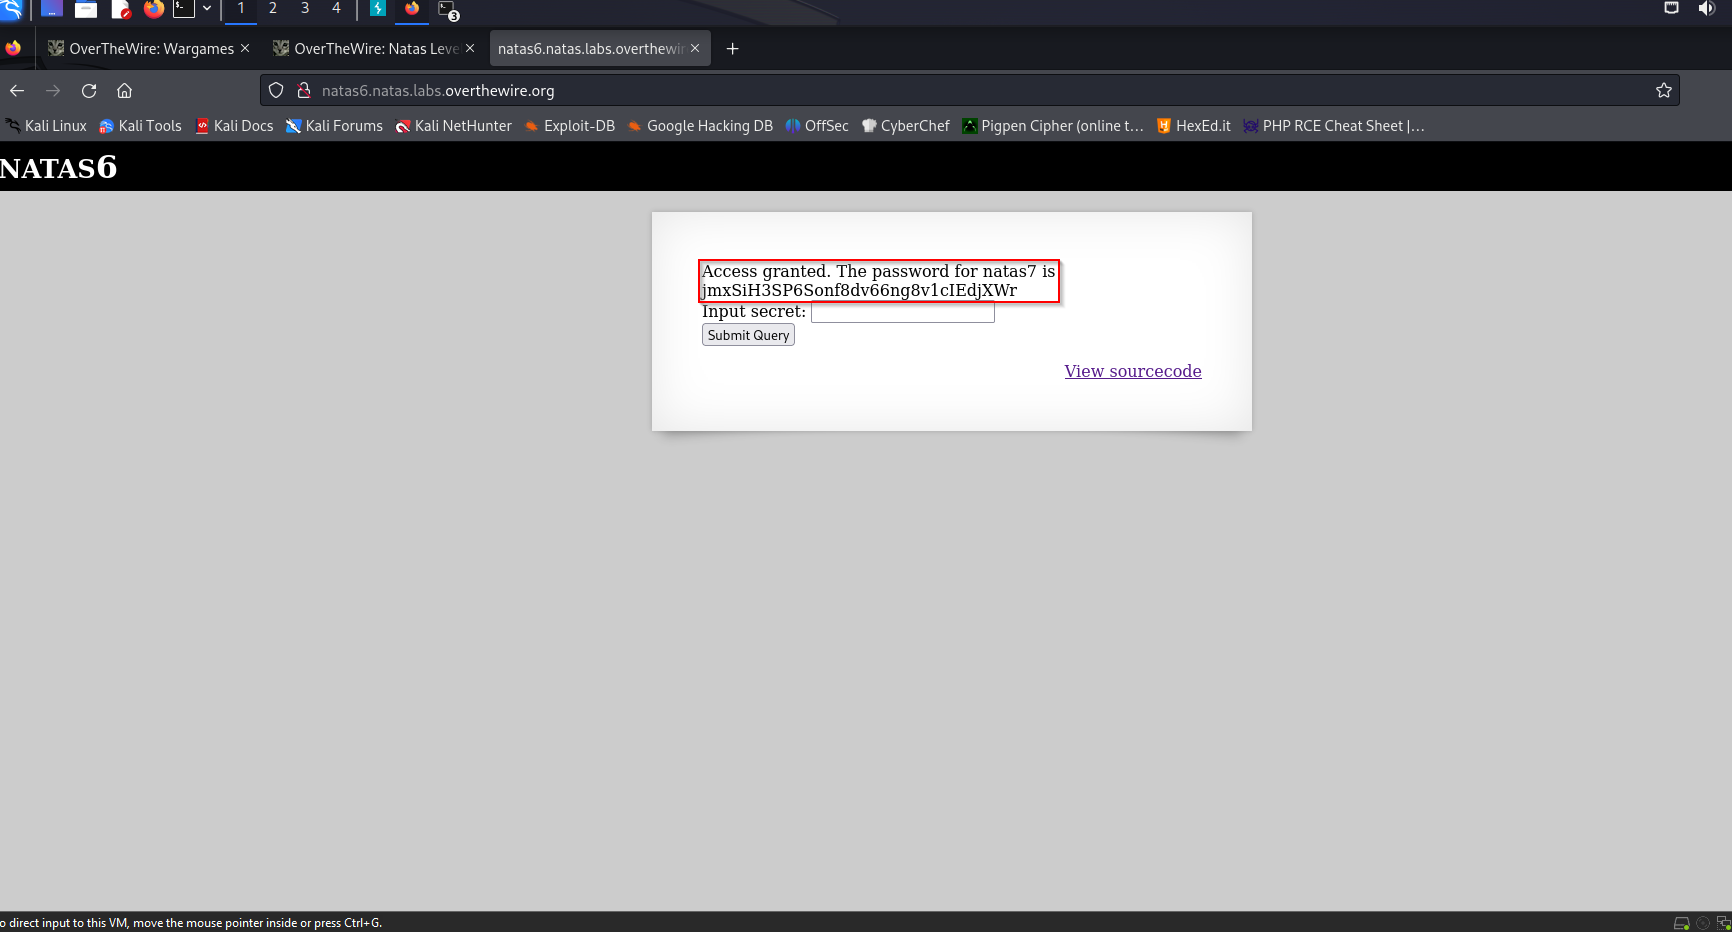 1 2 3 4 3
OverTheWire: Wargames × OverTheWire: Natas Leve × natas6.natas.labs.overthewir × +
natas6.natas.labs.overthewire.org
Kali Linux Kali Tools Kali Docs Kali Forums Kali NetHunter Exploit-DB Google Hacking DB OffSec CyberChef Pigpen Cipher (online t… HexEd.it PHP RCE Cheat Sheet |…
NATAS6
Access granted. The password for natas7 is
jmxSiH3SP6Sonf8dv66ng8v1cIEdjXWr
Input secret:
Submit Query
View sourcecode
o direct input to this VM, move the mouse pointer inside or press Ctrl+G.